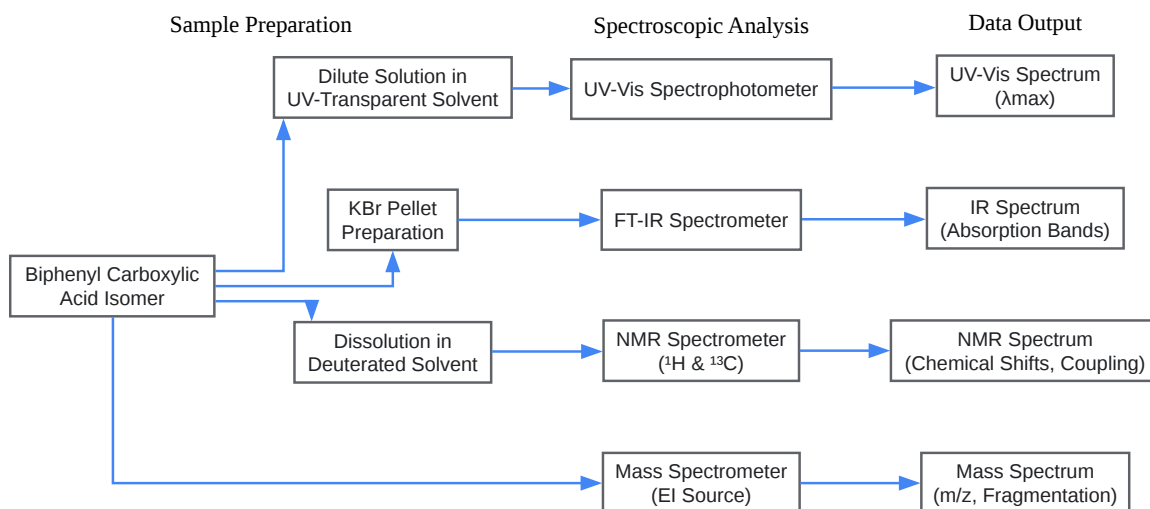 Sample Preparation
Spectroscopic Analysis
Data Output
Dilute Solution in
UV-Transparent Solvent
UV-Vis Spectrophotometer
UV-Vis Spectrum
(λmax)
KBr Pellet
Preparation
FT-IR Spectrometer
IR Spectrum
(Absorption Bands)
Biphenyl Carboxylic
Acid Isomer
Dissolution in
Deuterated Solvent
NMR Spectrometer
(¹H & ¹³C)
NMR Spectrum
(Chemical Shifts, Coupling)
Mass Spectrometer
(EI Source)
Mass Spectrum
(m/z, Fragmentation)